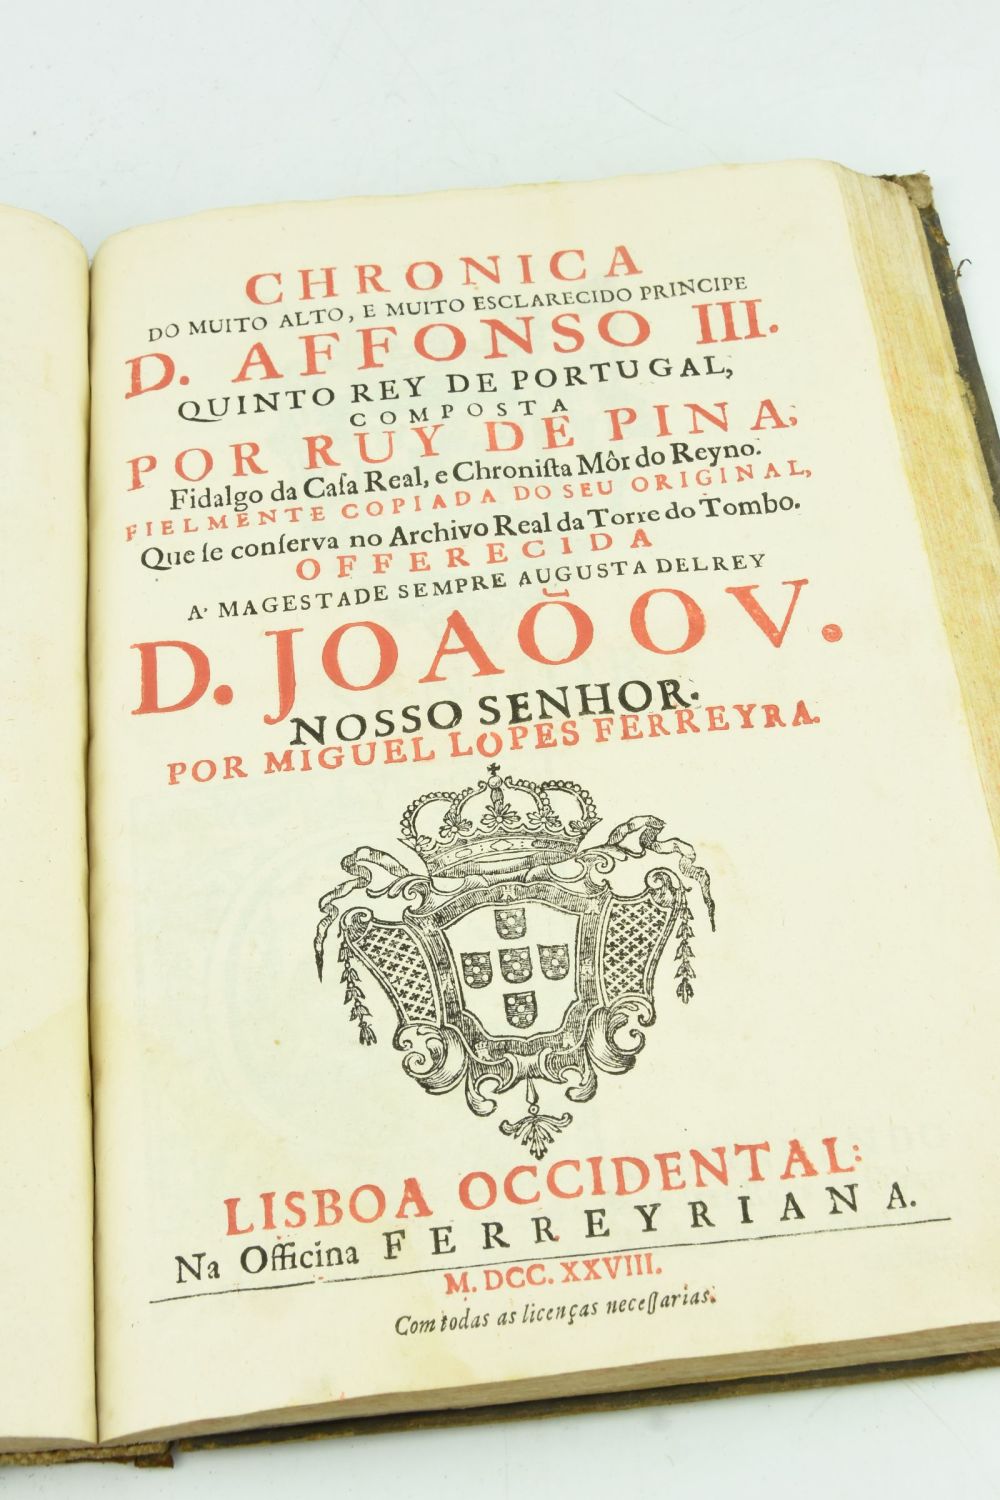 CHRONICA
DO MUITO ALTO, E MUITO ESCLARECIDO PRINCIPE
D. AFFONSO III.
QUINTO REY DE PORTUGAL,
COMPOSTA
POR RUY DE PINA,
Fidalgo da Caſa Real, e Chroniſta Môr do Reyno.
FIELMENTE COPIADA DO SEU ORIGINAL,
Que ſe conſerva no Archivo Real da Torre do Tombo.
OFFERECIDA
A' MAGESTADE SEMPRE AUGUSTA DELREY
D. JOAÕ O V.
NOSSO SENHOR.
POR MIGUEL LOPES FERREYRA.
LISBOA OCCIDENTAL:
Na Officina FERREYRIANA.
M. DCC. XXVIII.
Com todas as licenças neceſſarias.